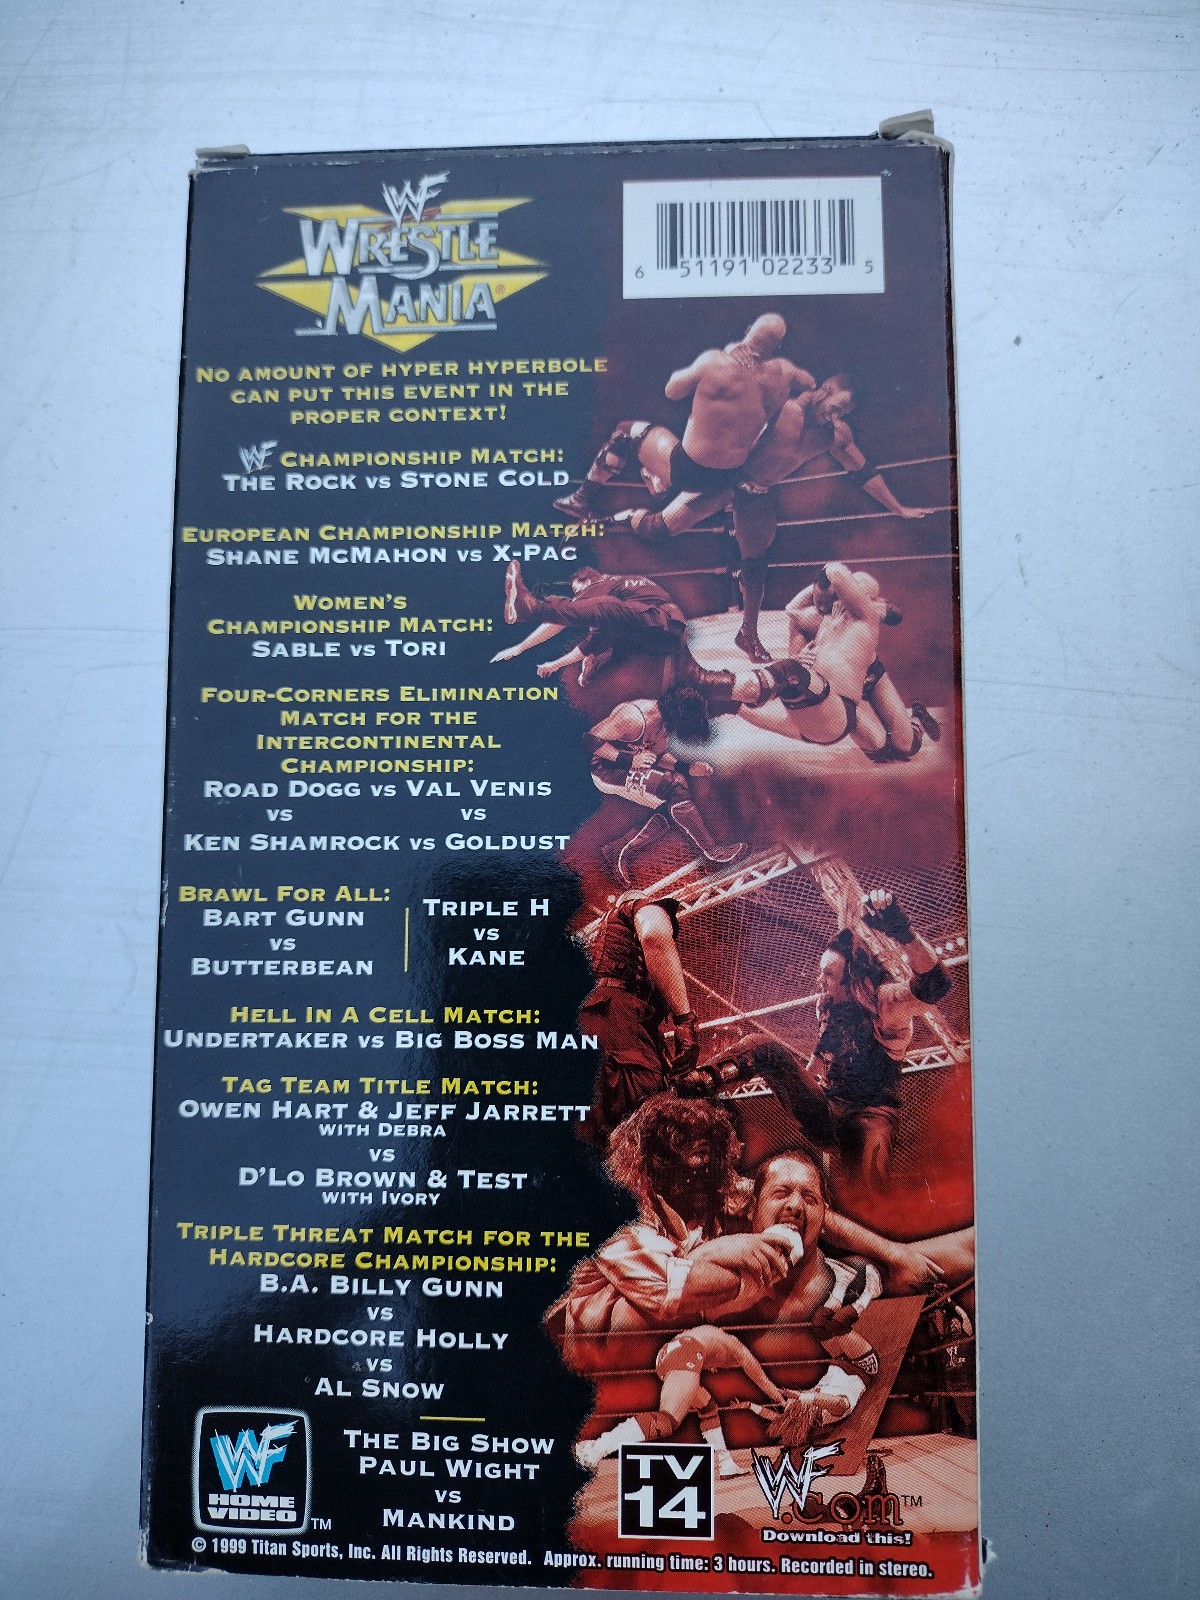 WF
WRESTLE
MANIA®
6 51191 02233 5
NO AMOUNT OF HYPER HYPERBOLE
CAN PUT THIS EVENT IN THE
PROPER CONTEXT!
WF CHAMPIONSHIP MATCH:
THE ROCK VS STONE COLD
EUROPEAN CHAMPIONSHIP MATCH:
SHANE MCMAHON VS X-PAC
WOMEN'S
CHAMPIONSHIP MATCH:
SABLE VS TORI
FOUR-CORNERS ELIMINATION
MATCH FOR THE
INTERCONTINENTAL
CHAMPIONSHIP:
ROAD DOGG VS VAL VENIS
VS VS
KEN SHAMROCK VS GOLDUST
BRAWL FOR ALL:
BART GUNN
VS
BUTTERBEAN
TRIPLE H
VS
KANE
HELL IN A CELL MATCH:
UNDERTAKER VS BIG BOSS MAN
TAG TEAM TITLE MATCH:
OWEN HART & JEFF JARRETT
WITH DEBRA
VS
D'LO BROWN & TEST
WITH IVORY
TRIPLE THREAT MATCH FOR THE
HARDCORE CHAMPIONSHIP:
B.A. BILLY GUNN
VS
HARDCORE HOLLY
VS
AL SNOW
THE BIG SHOW
PAUL WIGHT
VS
MANKIND
WF
HOME
VIDEO TM
TV
14
WF
.com™
Download this!
© 1999 Titan Sports, Inc. All Rights Reserved. Approx. running time: 3 hours. Recorded in stereo.